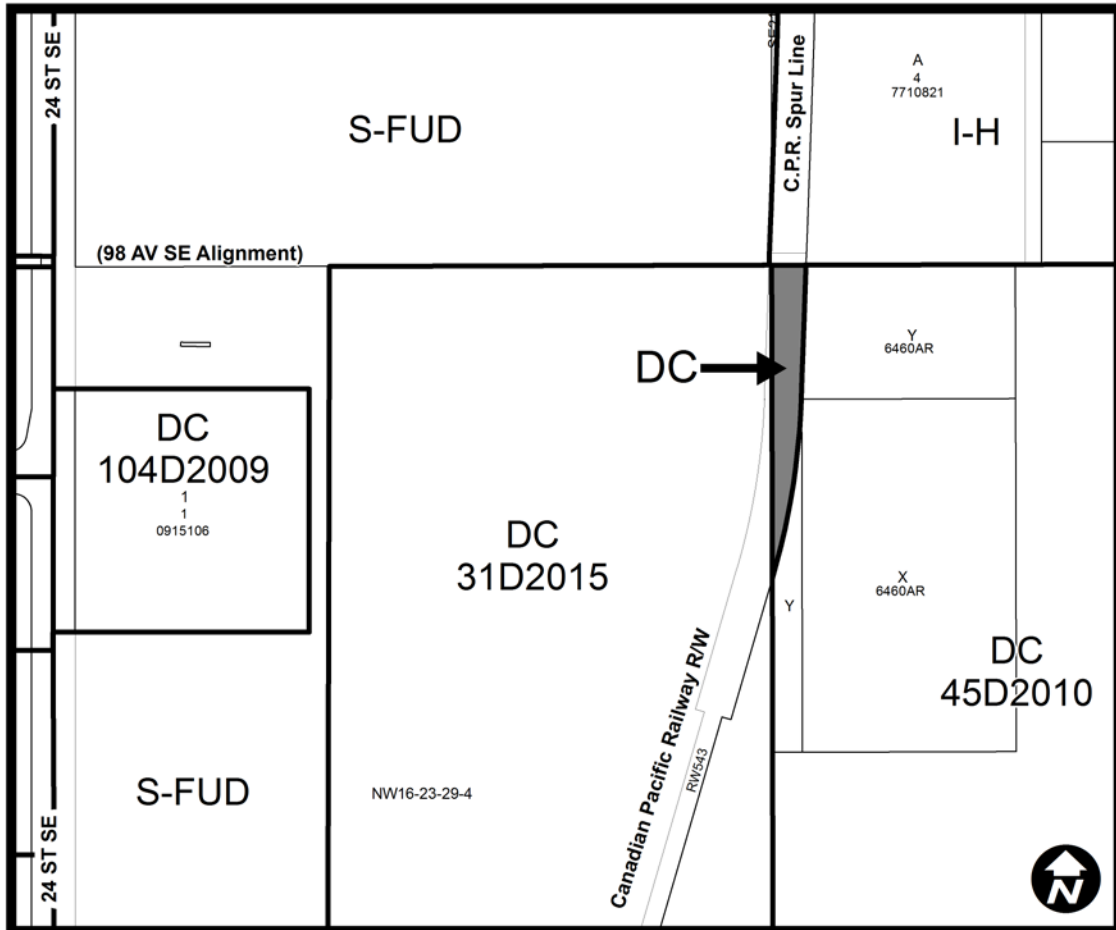 24 ST SE
S-FUD
C.P.R. Spur Line
A
4
7710821
I-H
(98 AV SE Alignment)
DC
Y
6460AR
DC
104D2009
1
1
0915106
DC
31D2015
X
6460AR
Y
DC
45D2010
Canadian Pacific Railway R/W
RW543
S-FUD
NW16-23-29-4
24 ST SE
N